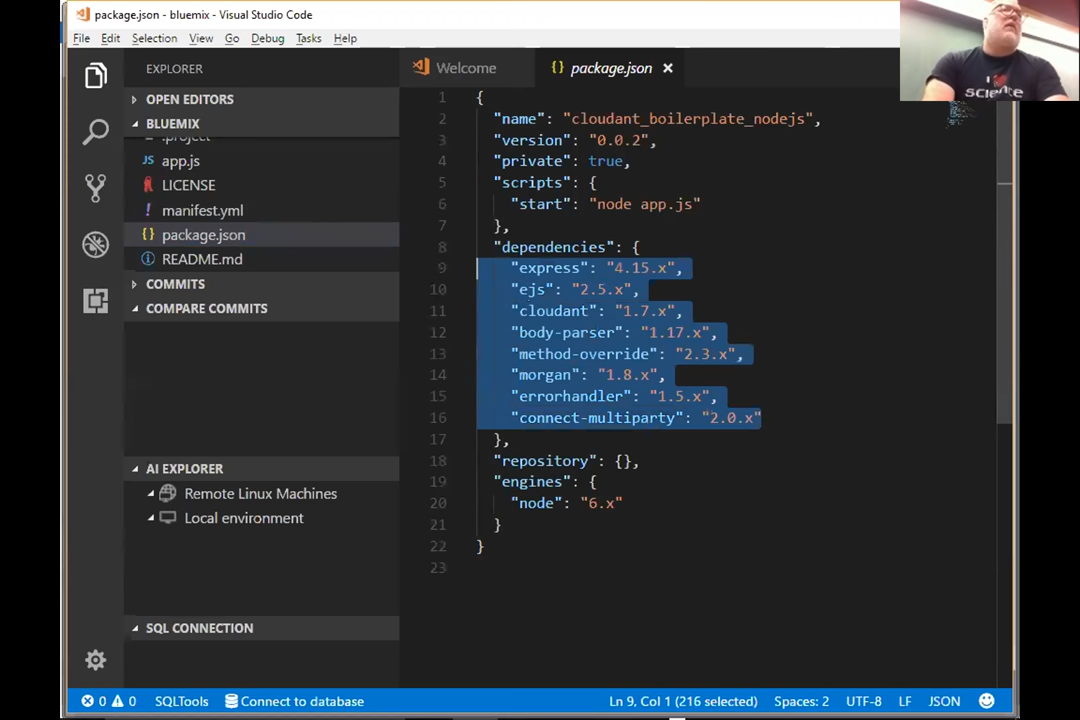 package.json - bluemix - Visual Studio Code
File Edit Selection View Go Debug Tasks Help
EXPLORER
OPEN EDITORS
BLUEMIX
.project
JS app.js
LICENSE
! manifest.yml
{} package.json
README.md
COMMITS
COMPARE COMMITS
AI EXPLORER
Remote Linux Machines
Local environment
SQL CONNECTION
Welcome {} package.json ×
1 {
2 "name": "cloudant_boilerplate_nodejs",
3 "version": "0.0.2",
4 "private": true,
5 "scripts": {
6 "start": "node app.js"
7 },
8 "dependencies": {
9 "express": "4.15.x",
10 "ejs": "2.5.x",
11 "cloudant": "1.7.x",
12 "body-parser": "1.17.x",
13 "method-override": "2.3.x",
14 "morgan": "1.8.x",
15 "errorhandler": "1.5.x",
16 "connect-multiparty": "2.0.x"
17 },
18 "repository": {},
19 "engines": {
20 "node": "6.x"
21 }
22 }
23
I
science
0 0 SQLTools Connect to database Ln 9, Col 1 (216 selected) Spaces: 2 UTF-8 LF JSON